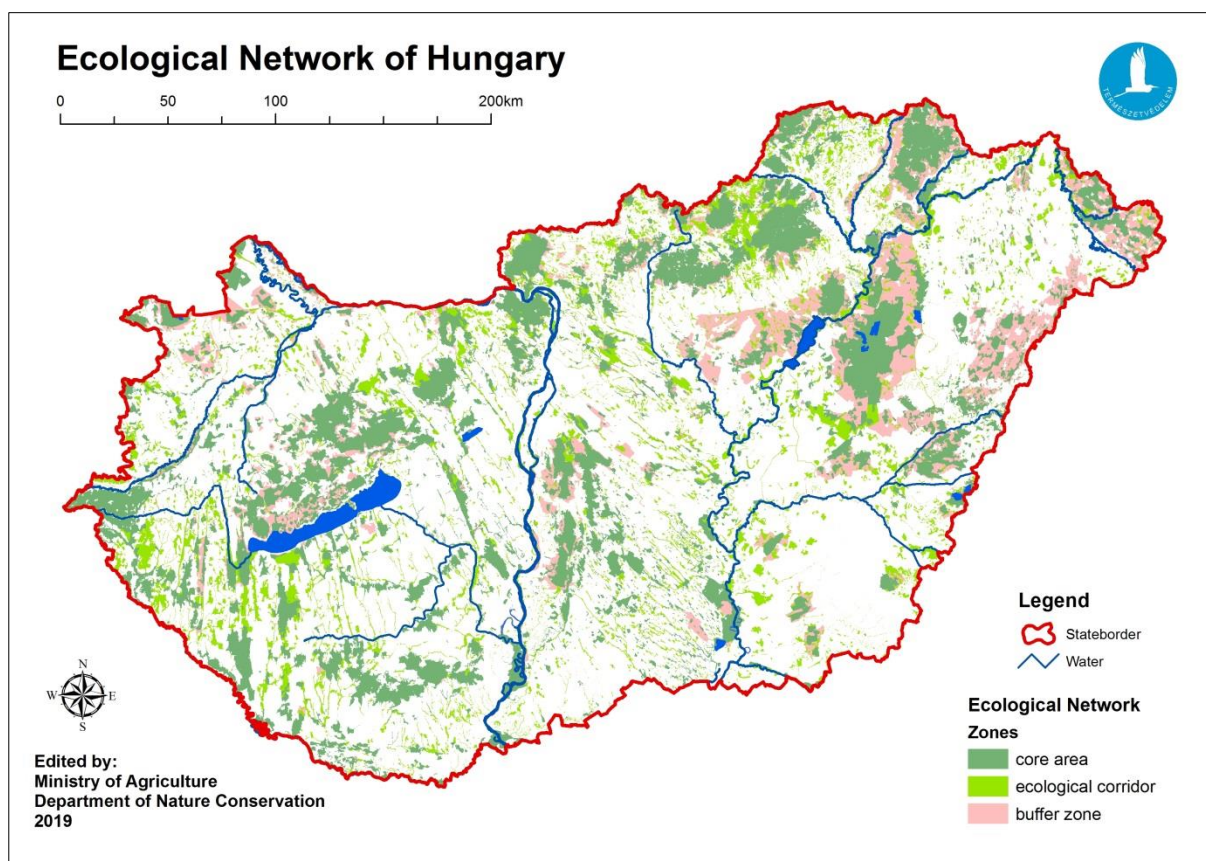 Ecological Network of Hungary
0 50 100 200km
TERMÉSZETVÉDELEM
N
W E
S
Legend
Stateborder
Water
Ecological Network
Zones
core area
ecological corridor
buffer zone
Edited by:
Ministry of Agriculture
Department of Nature Conservation
2019